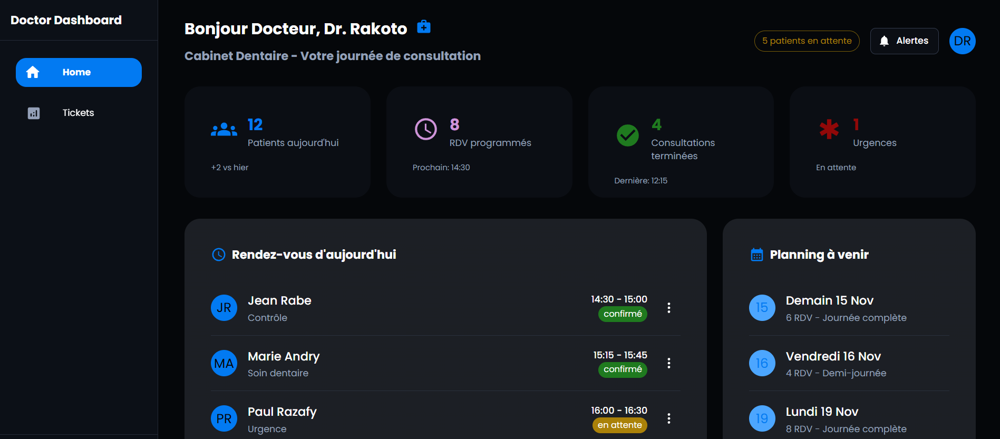 Doctor Dashboard
Home
Tickets
Bonjour Docteur, Dr. Rakoto
Cabinet Dentaire - Votre journée de consultation
5 patients en attente
Alertes
DR
12
Patients aujourd'hui
+2 vs hier
8
RDV programmés
Prochain: 14:30
4
Consultations
terminées
Dernière: 12:15
1
Urgences
En attente
Rendez-vous d'aujourd'hui
JR
Jean Rabe
Contrôle
14:30 - 15:00
confirmé
MA
Marie Andry
Soin dentaire
15:15 - 15:45
confirmé
PR
Paul Razafy
Urgence
16:00 - 16:30
en attente
Planning à venir
15
Demain 15 Nov
6 RDV - Journée complète
16
Vendredi 16 Nov
4 RDV - Demi-journée
19
Lundi 19 Nov
8 RDV - Journée complète